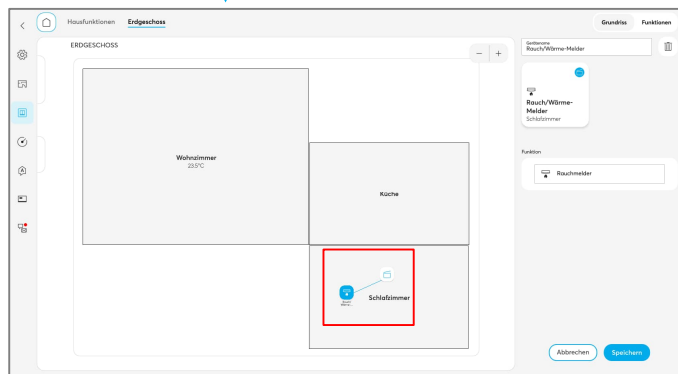 Hausfunktionen Erdgeschoss
Grundriss Funktionen
ERDGESCHOSS
Gerätename
Rauch/Wärme-Melder
Rauch/Wärme-
Melder
Schlafzimmer
Funktion
Rauchmelder
Wohnzimmer
23.5°C
Küche
Schlafzimmer
Abbrechen Speichern